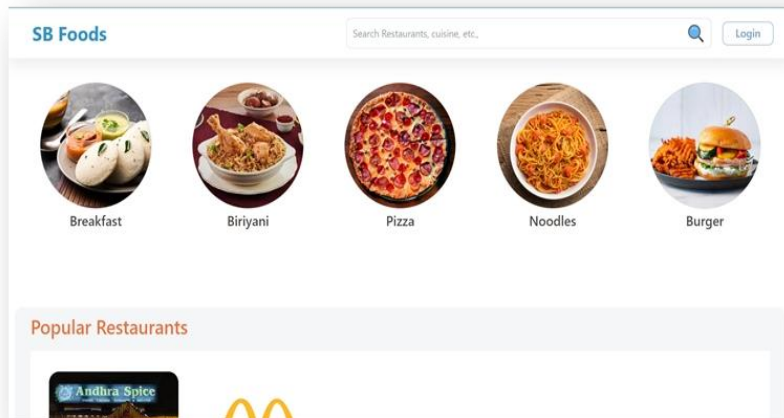 SB Foods
Search Restaurants, cuisine, etc.,
Login
Breakfast
Biriyani
Pizza
Noodles
Burger
Popular Restaurants
Andhra Spice